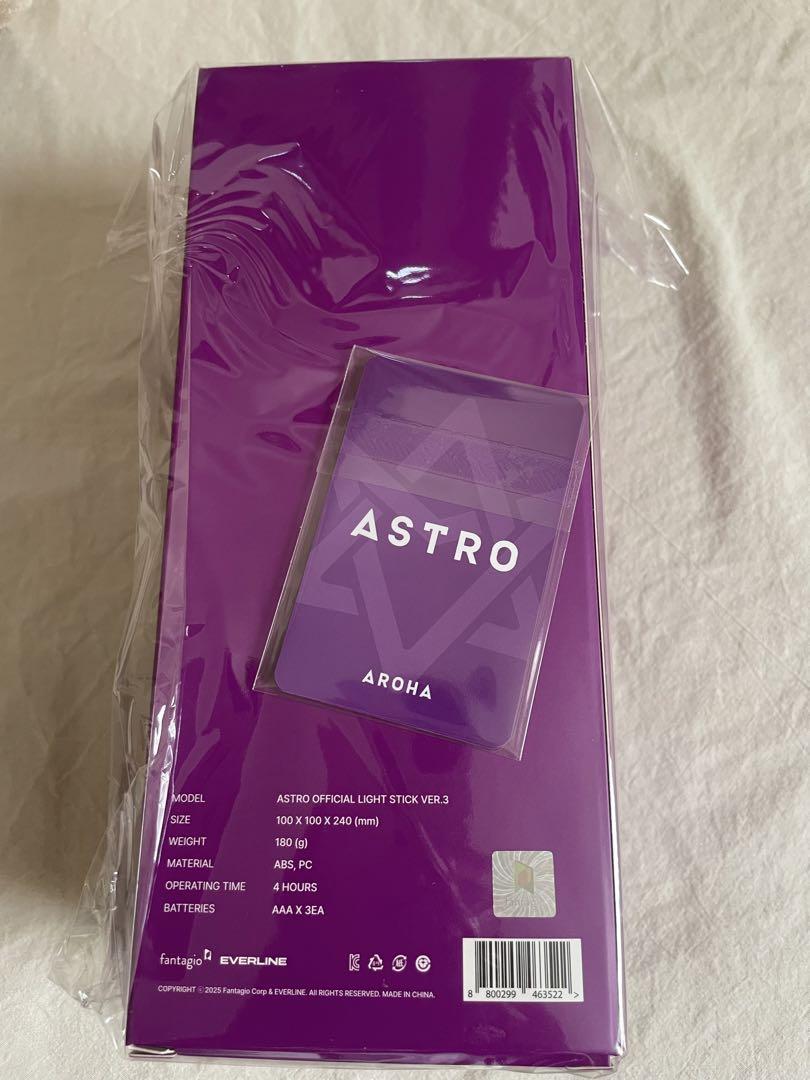 ASTRO
AROHA
MODEL ASTRO OFFICIAL LIGHT STICK VER.3
SIZE 100 X 100 X 240 (mm)
WEIGHT 180 (g)
MATERIAL ABS, PC
OPERATING TIME 4 HOURS
BATTERIES AAA X 3EA
fantagio EVERLINE
COPYRIGHT ⓒ2025 Fantagio Corp & EVERLINE. All RIGHTS RESERVED. MADE IN CHINA.
8 800299 463522 >